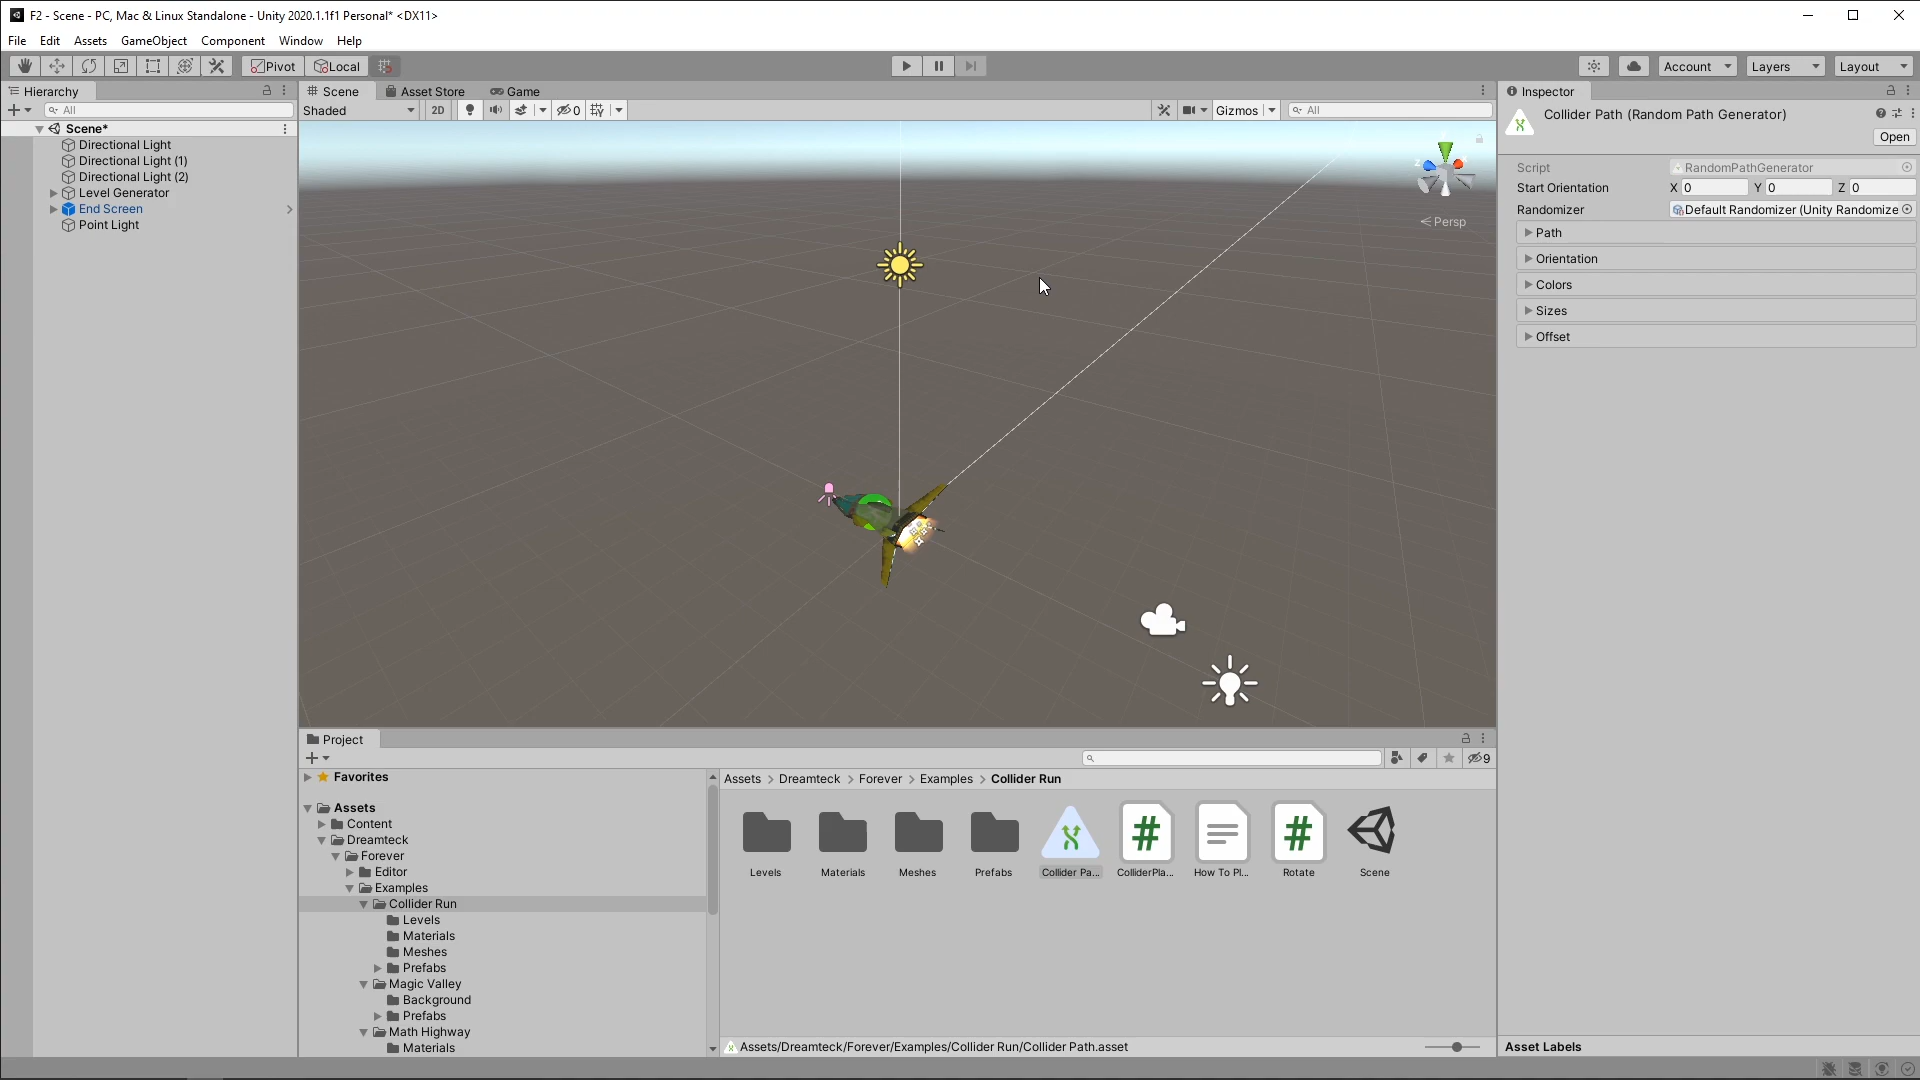 F2 - Scene - PC, Mac & Linux Standalone - Unity 2020.1.1f1 Personal* <DX11>
File Edit Assets GameObject Component Window Help
Pivot Local Account Layers Layout
Hierarchy
All
Scene*
Directional Light
Directional Light (1)
Directional Light (2)
Level Generator
End Screen
Point Light
Scene Asset Store Game
Shaded 2D 0 Gizmos All
Persp
Inspector
Collider Path (Random Path Generator)
Open
Script RandomPathGenerator
Start Orientation X 0 Y 0 Z 0
Randomizer Default Randomizer (Unity Randomize
Path
Orientation
Colors
Sizes
Offset
Project
9
Favorites
Assets
Content
Dreamteck
Forever
Editor
Examples
Collider Run
Levels
Materials
Meshes
Prefabs
Magic Valley
Background
Prefabs
Math Highway
Materials
Assets > Dreamteck > Forever > Examples > Collider Run
Levels Materials Meshes Prefabs Collider Pa... ColliderPla... How To Pl... Rotate Scene
Assets/Dreamteck/Forever/Examples/Collider Run/Collider Path.asset
Asset Labels